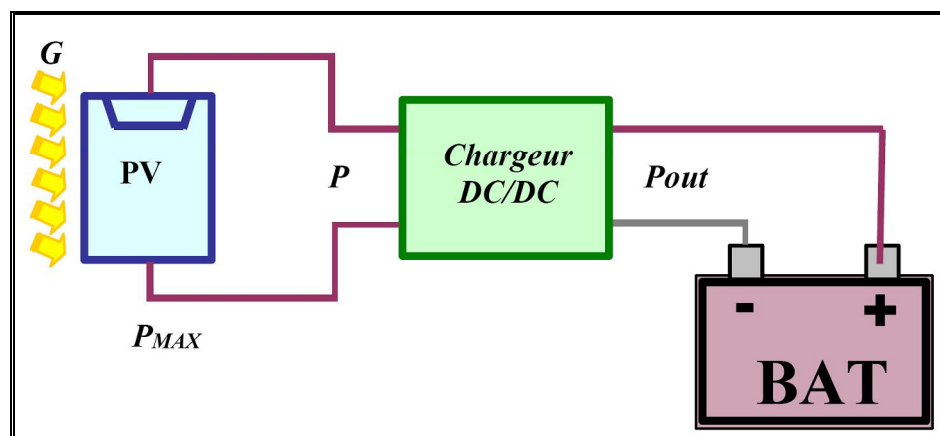 G
PV
P
Chargeur
DC/DC
Pout
PMAX
- +
BAT